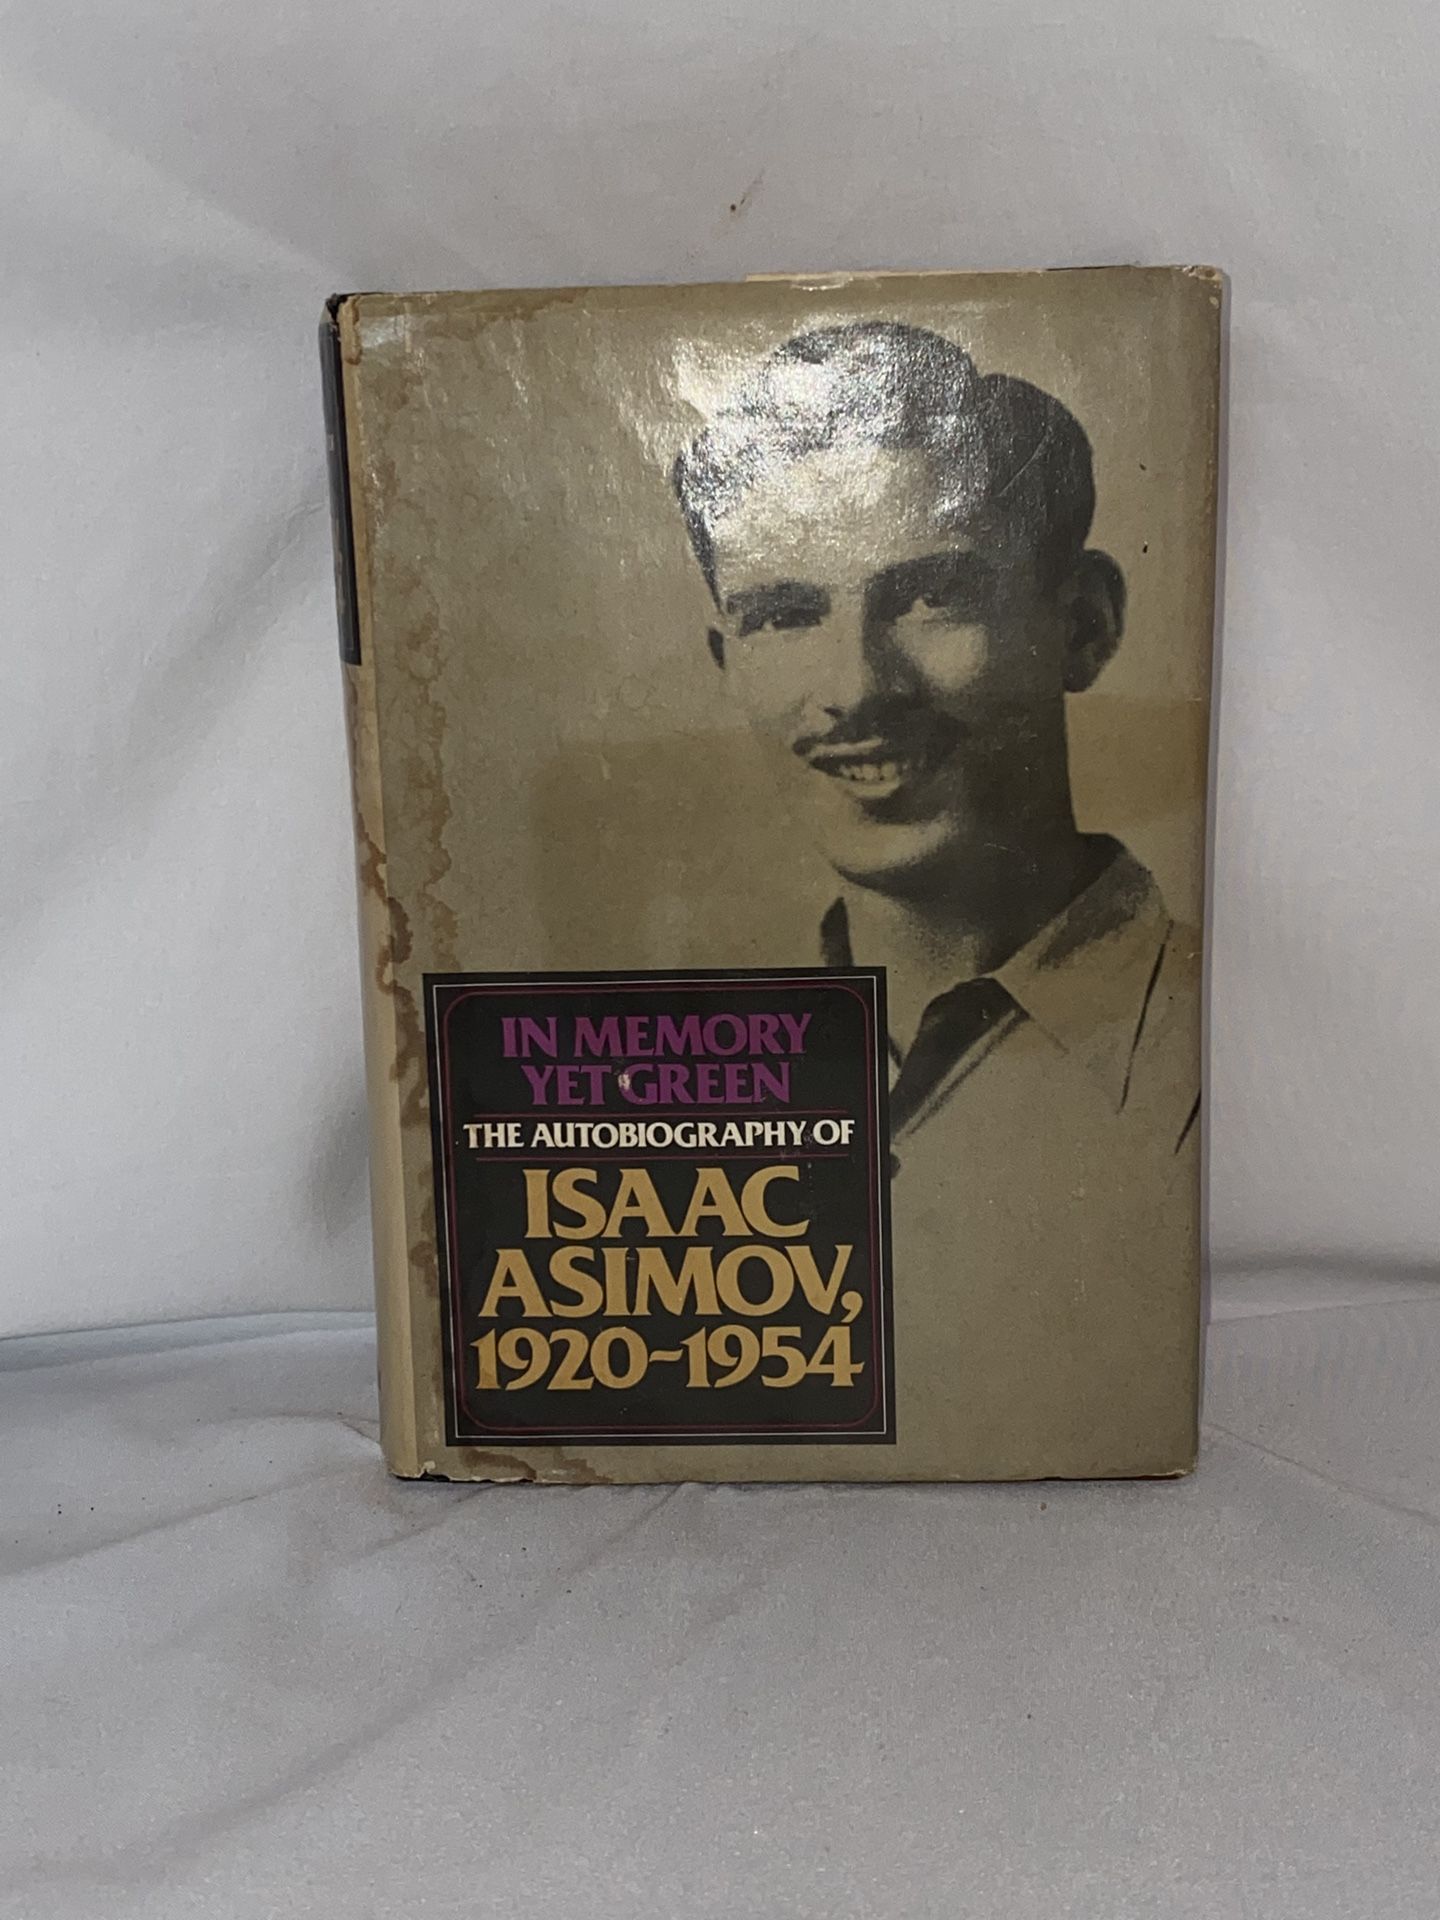 IN MEMORY
YET GREEN
THE AUTOBIOGRAPHY OF
ISAAC
ASIMOV,
1920-1954